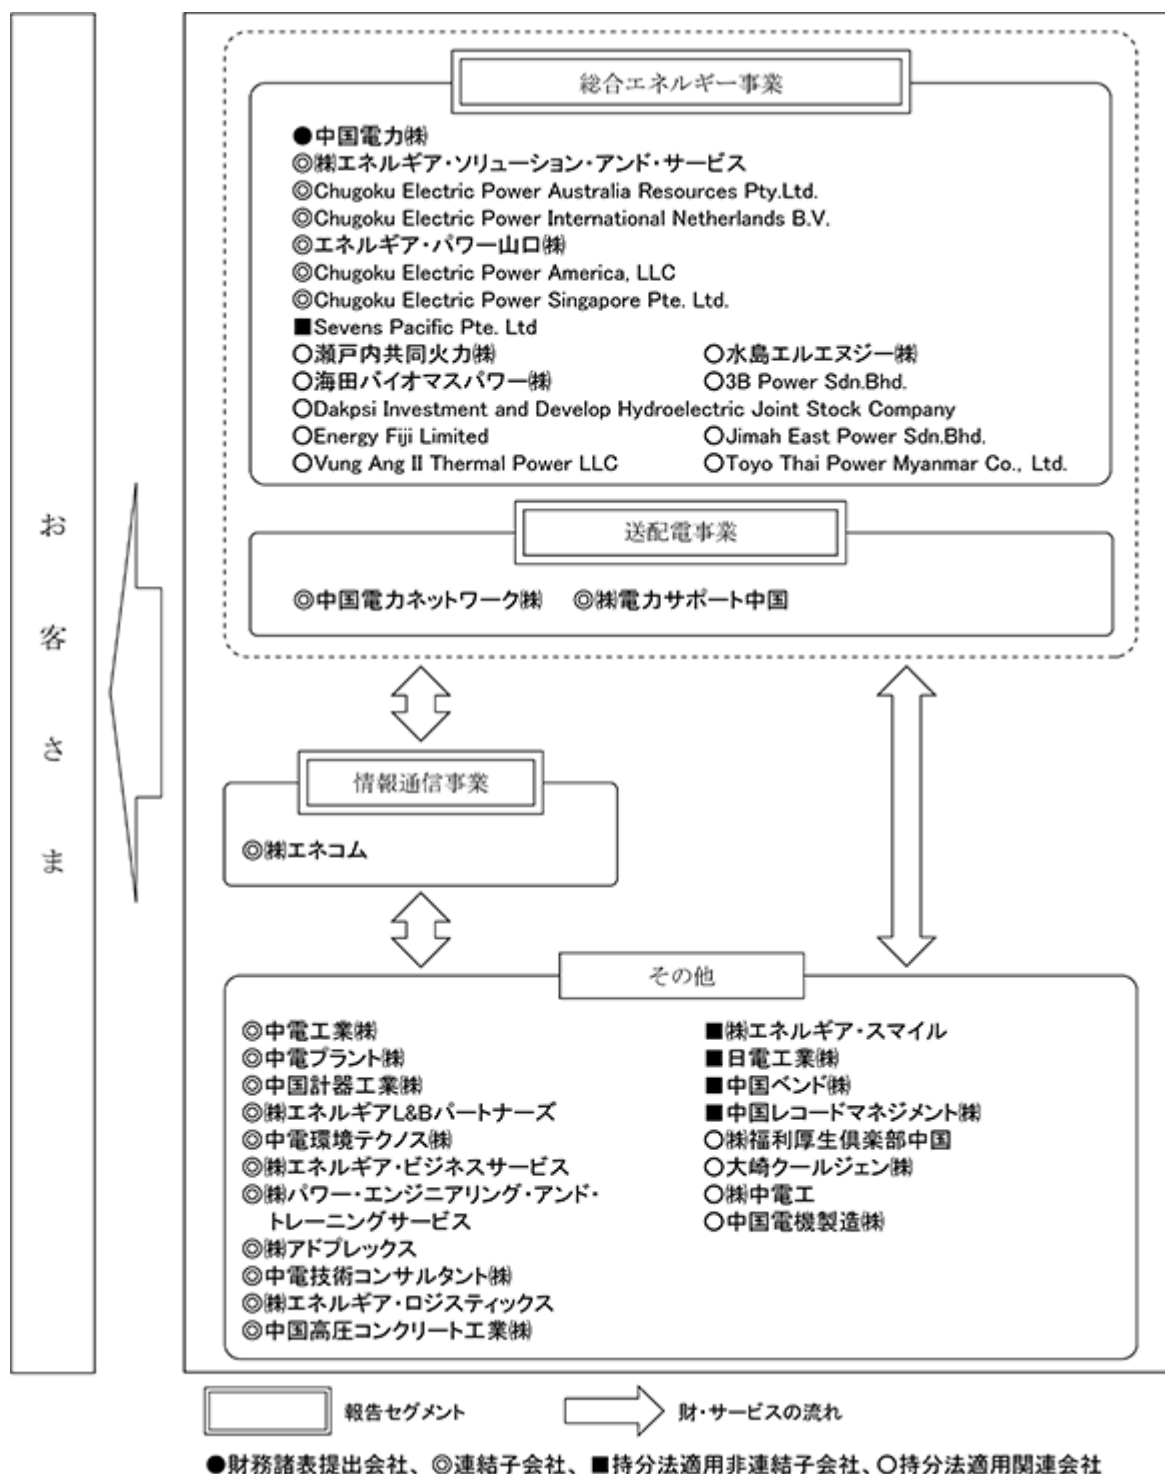 お客さま
総合エネルギー事業
●中国電力㈱
◎㈱エネルギア・ソリューション・アンド・サービス
◎Chugoku Electric Power Australia Resources Pty.Ltd.
◎Chugoku Electric Power International Netherlands B.V.
◎エネルギア・パワー山口㈱
◎Chugoku Electric Power America, LLC
◎Chugoku Electric Power Singapore Pte. Ltd.
■Sevens Pacific Pte. Ltd
○瀬戸内共同火力㈱ ○水島エルエヌジー㈱
○海田バイオマスパワー㈱ ○3B Power Sdn.Bhd.
○Dakpsi Investment and Develop Hydroelectric Joint Stock Company
○Energy Fiji Limited ○Jimah East Power Sdn.Bhd.
○Vung Ang Ⅱ Thermal Power LLC ○Toyo Thai Power Myanmar Co., Ltd.
送配電事業
◎中国電力ネットワーク㈱ ◎㈱電力サポート中国
情報通信事業
◎㈱エネコム
その他
◎中電工業㈱
◎中電プラント㈱
◎中国計器工業㈱
◎㈱エネルギアL&Bパートナーズ
◎中電環境テクノス㈱
◎㈱エネルギア・ビジネスサービス
◎㈱パワー・エンジニアリング・アンド・
トレーニングサービス
◎㈱アドプレックス
◎中電技術コンサルタント㈱
◎㈱エネルギア・ロジスティックス
◎中国高圧コンクリート工業㈱
■㈱エネルギア・スマイル
■日電工業㈱
■中国ベンド㈱
■中国レコードマネジメント㈱
○㈱福利厚生倶楽部中国
○大崎クールジェン㈱
○㈱中電工
○中国電機製造㈱
報告セグメント 財・サービスの流れ
●財務諸表提出会社、◎連結子会社、■持分法適用非連結子会社、○持分法適用関連会社